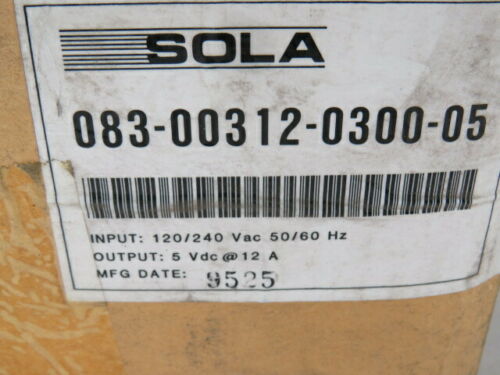 SOLA
083-00312-0300-05
INPUT: 120/240 Vac 50/60 Hz
OUTPUT: 5 Vdc @ 12 A
MFG DATE: 9525